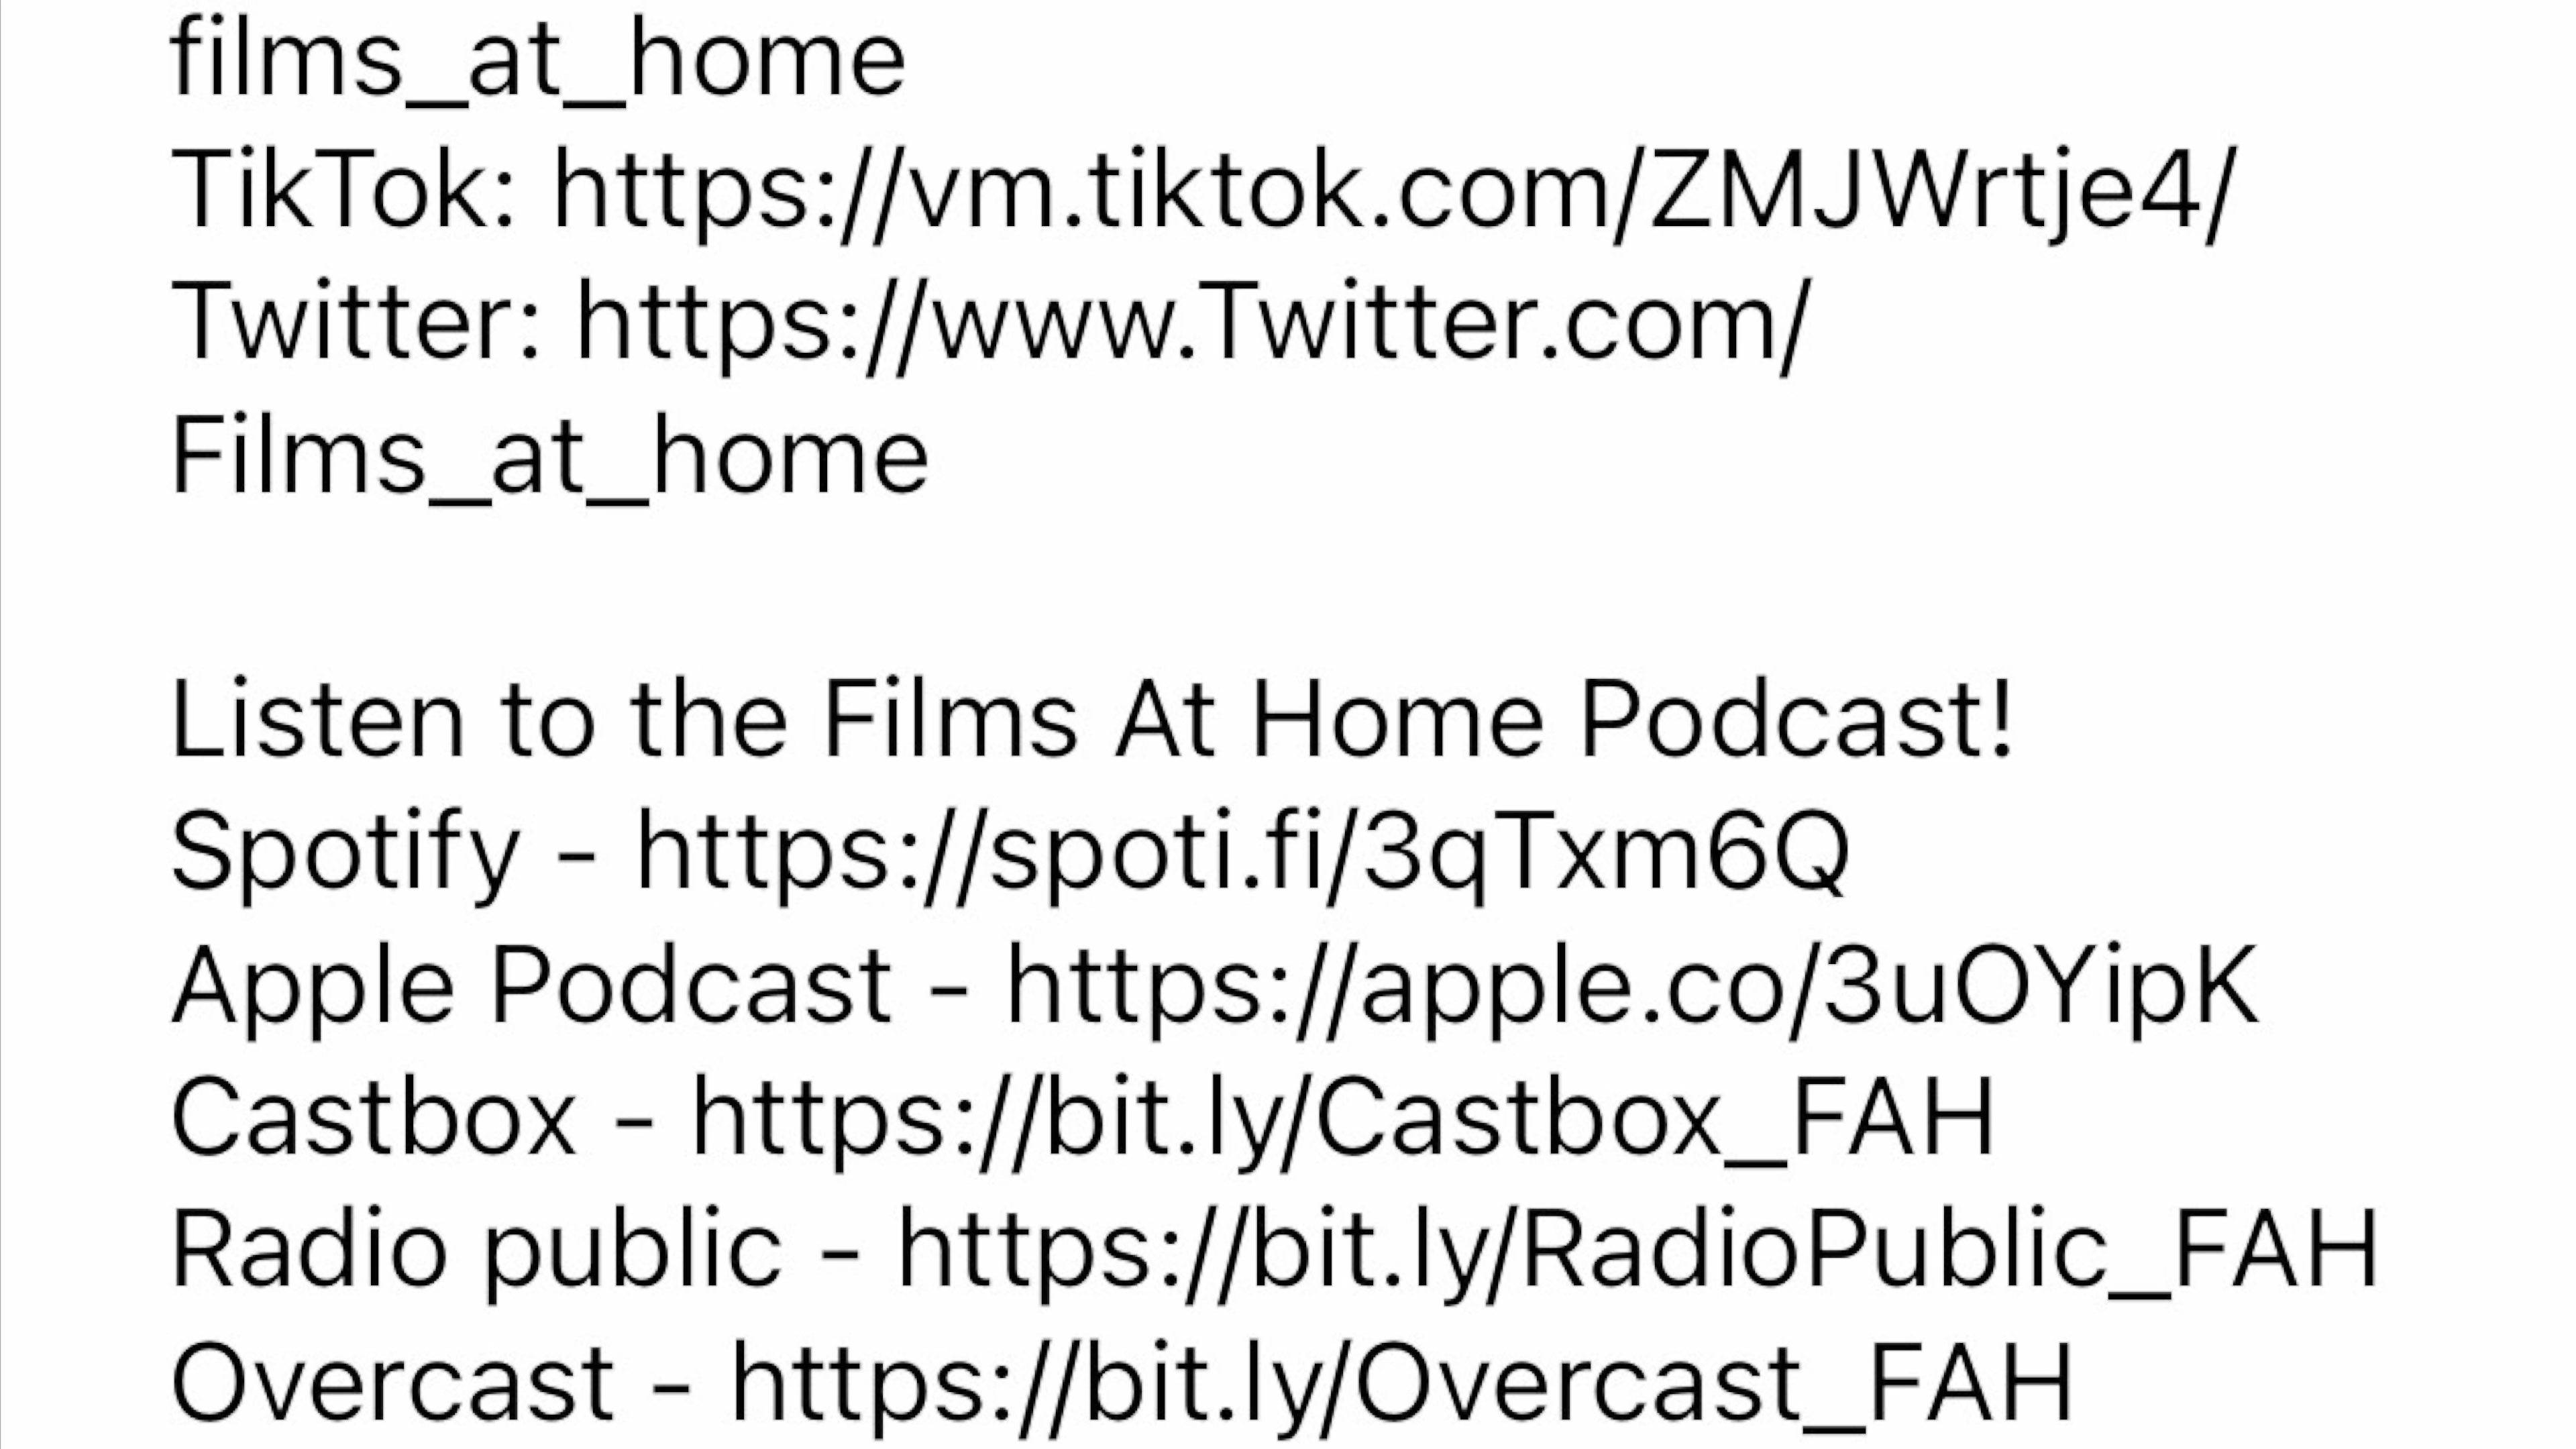 films_at_home
TikTok: https://vm.tiktok.com/ZMJWrtje4/
Twitter: https://www.Twitter.com/
Films_at_home
Listen to the Films At Home Podcast!
Spotify - https://spoti.fi/3qTxm6Q
Apple Podcast - https://apple.co/3uOYipK
Castbox - https://bit.ly/Castbox_FAH
Radio public - https://bit.ly/RadioPublic_FAH
Overcast - https://bit.ly/Overcast_FAH